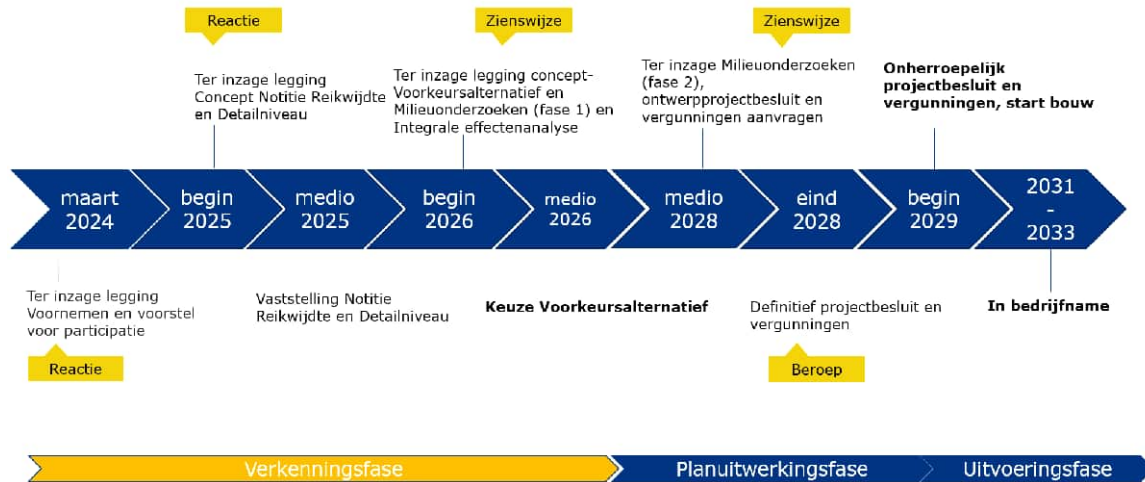 Reactie
Zienswijze
Zienswijze
Ter inzage legging
Concept Notitie Reikwijdte
en Detailniveau
Ter inzage legging concept-
Voorkeursalternatief en
Milieuonderzoeken (fase 1) en
Integrale effectenanalyse
Ter inzage Milieuonderzoeken
(fase 2),
ontwerpprojectbesluit en
vergunningen aanvragen
Onherroepelijk
projectbesluit en
vergunningen, start bouw
maart
2024
begin
2025
medio
2025
begin
2026
medio
2026
medio
2028
eind
2028
begin
2029
2031
-
2033
Ter inzage legging
Voornemen en voorstel
voor participatie
Vaststelling Notitie
Reikwijdte en Detailniveau
Keuze Voorkeursalternatief
Definitief projectbesluit en
vergunningen
In bedrijfname
Reactie
Beroep
Verkenningsfase
Planuitwerkingsfase
Uitvoeringsfase